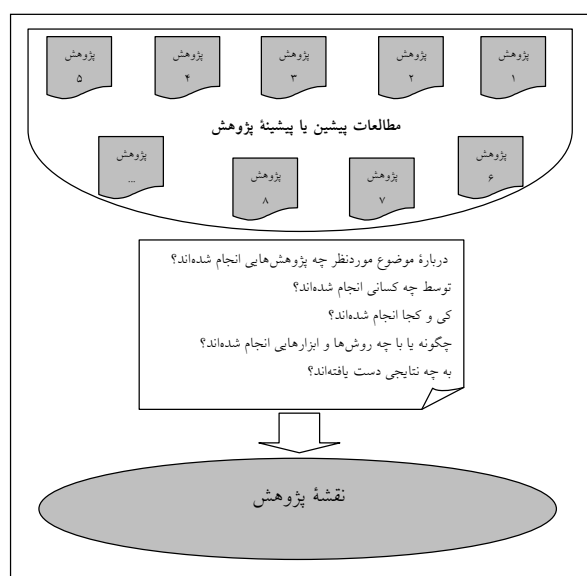 پژوهش
۱
پژوهش
۲
پژوهش
۳
پژوهش
۴
پژوهش
۵
مطالعات پیشین یا پیشینهٔ پژوهش
پژوهش
۶
پژوهش
۷
پژوهش
۸
پژوهش
...
دربارهٔ موضوع موردنظر چه پژوهش‌هایی انجام شده‌اند؟
توسط چه کسانی انجام شده‌اند؟
کی و کجا انجام شده‌اند؟
چگونه یا با چه روش‌ها و ابزارهایی انجام شده‌اند؟
به چه نتایجی دست یافته‌اند؟
نقشهٔ پژوهش